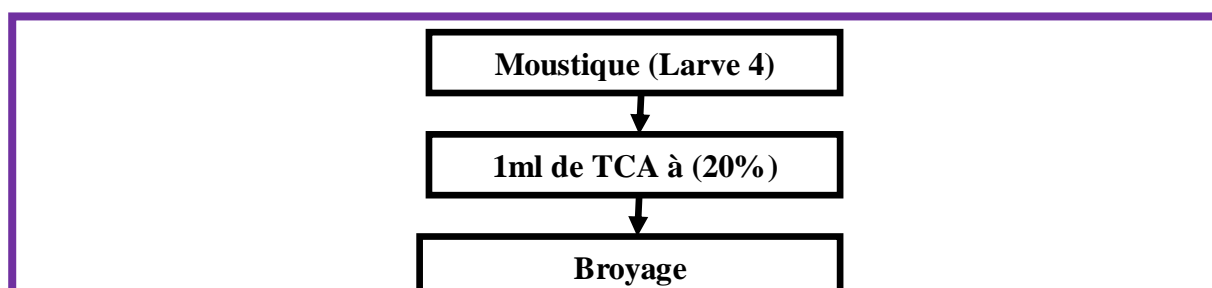 Moustique (Larve 4)
1ml de TCA à (20%)
Broyage